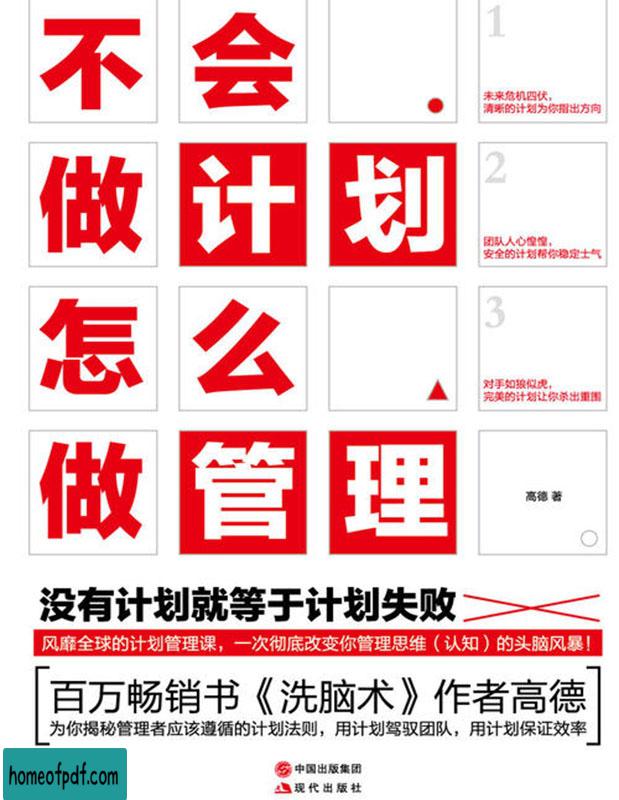 不会
1
未来危机四伏，
清晰的计划为你指出方向
做计划
2
团队人心惶惶，
安全的计划帮你稳定士气
怎么
3
对手如狼似虎，
完美的计划让你杀出重围
做管理
高德 著
没有计划就等于计划失败
风靡全球的计划管理课，一次彻底改变你管理思维（认知）的头脑风暴！
百万畅销书《洗脑术》作者高德
为你揭秘管理者应该遵循的计划法则，用计划驾驭团队，用计划保证效率
中国出版集团
现代出版社
homeofpdf.com